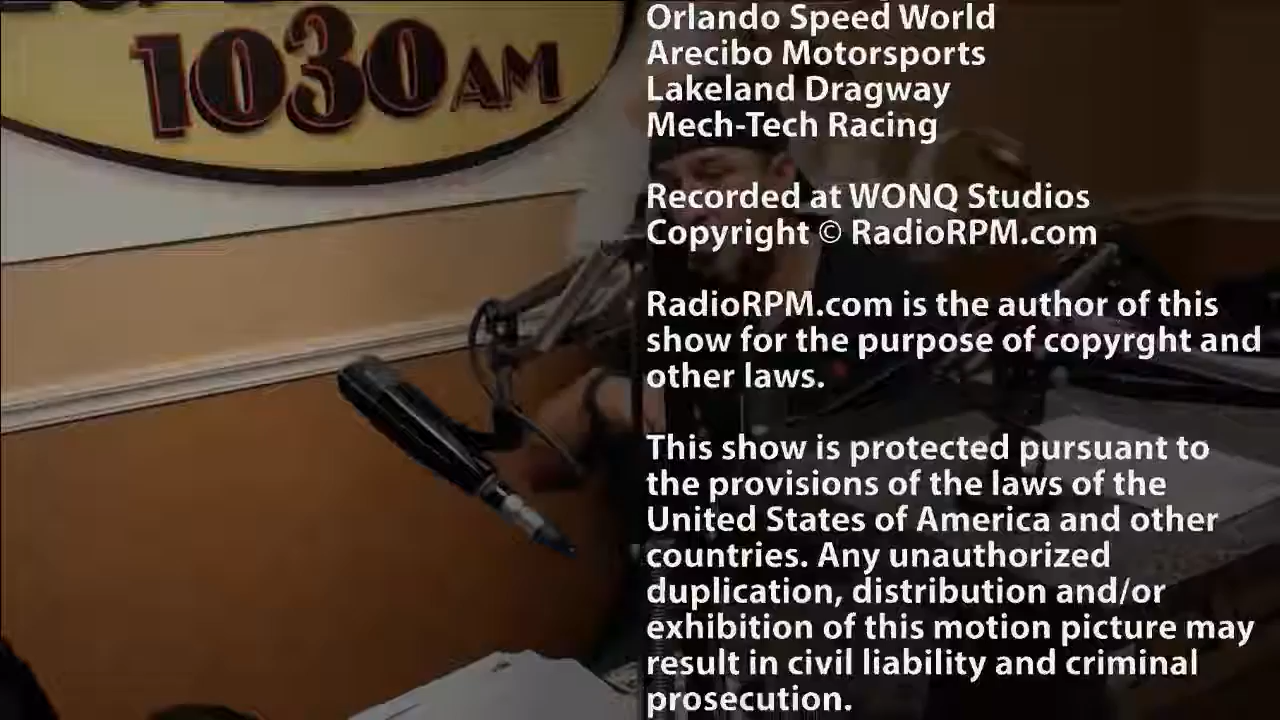 1030 AM
Orlando Speed World
Arecibo Motorsports
Lakeland Dragway
Mech-Tech Racing
Recorded at WONQ Studios
Copyright © RadioRPM.com
RadioRPM.com is the author of this
show for the purpose of copyrght and
other laws.
This show is protected pursuant to
the provisions of the laws of the
United States of America and other
countries. Any unauthorized
duplication, distribution and/or
exhibition of this motion picture may
result in civil liability and criminal
prosecution.